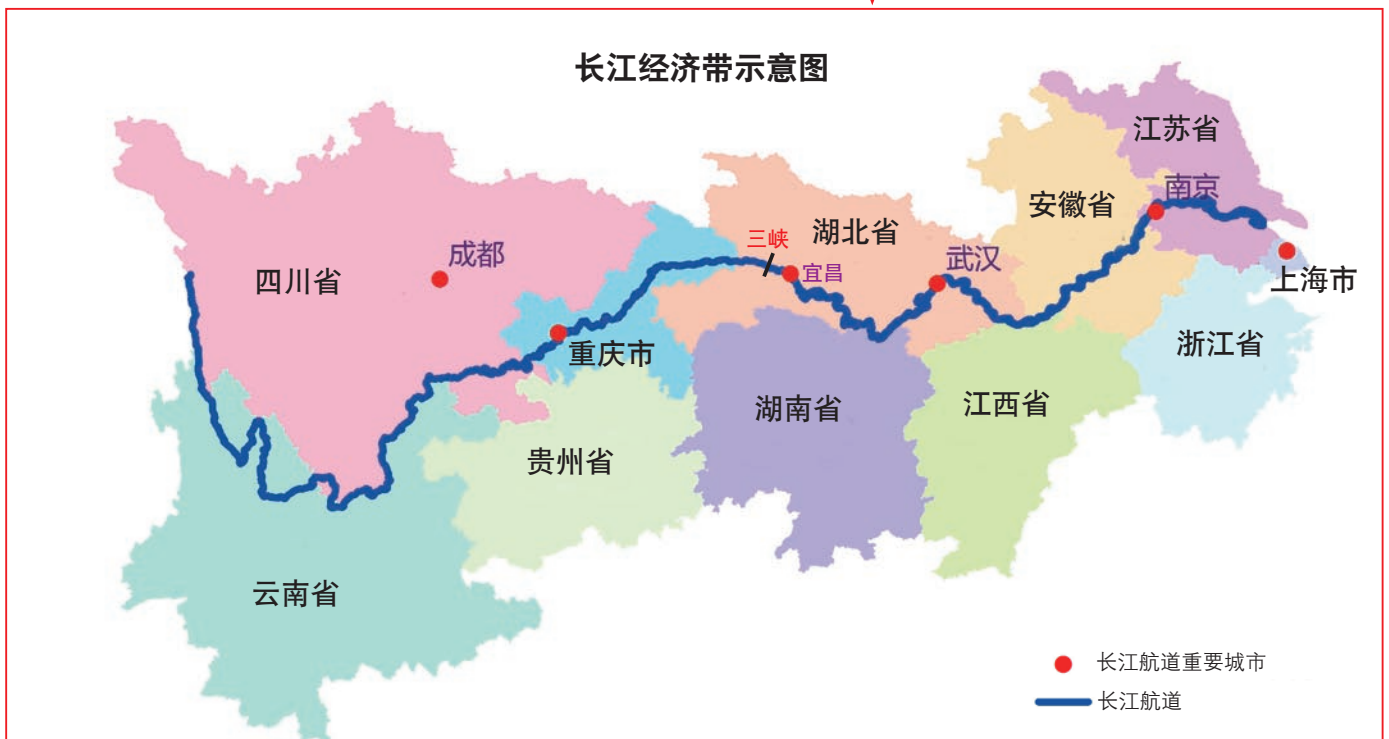 长江经济带示意图
江苏省
南京
安徽省
湖北省
三峡
宜昌
武汉
成都
四川省
上海市
重庆市
浙江省
湖南省
江西省
贵州省
云南省
长江航道重要城市
长江航道